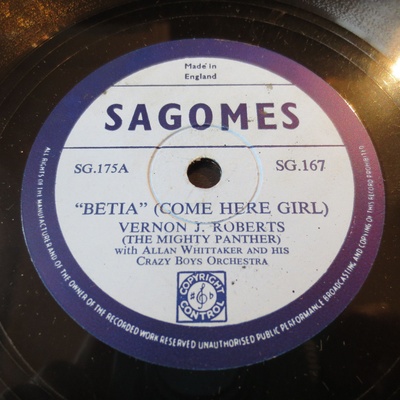 Made in
England
SAGOMES
SG.175A
SG.167
"BETIA" (COME HERE GIRL)
VERNON J. ROBERTS
(THE MIGHTY PANTHER)
with ALLAN WHITTAKER AND HIS
CRAZY BOYS ORCHESTRA
COPYRIGHT
CONTROL
ALL RIGHTS OF THE MANUFACTURER AND OF THE OWNER OF THE RECORDED WORK RESERVED UNAUTHORISED PUBLIC PERFORMANCE BROADCASTING AND COPYING OF THIS RECORD PROHIBITED